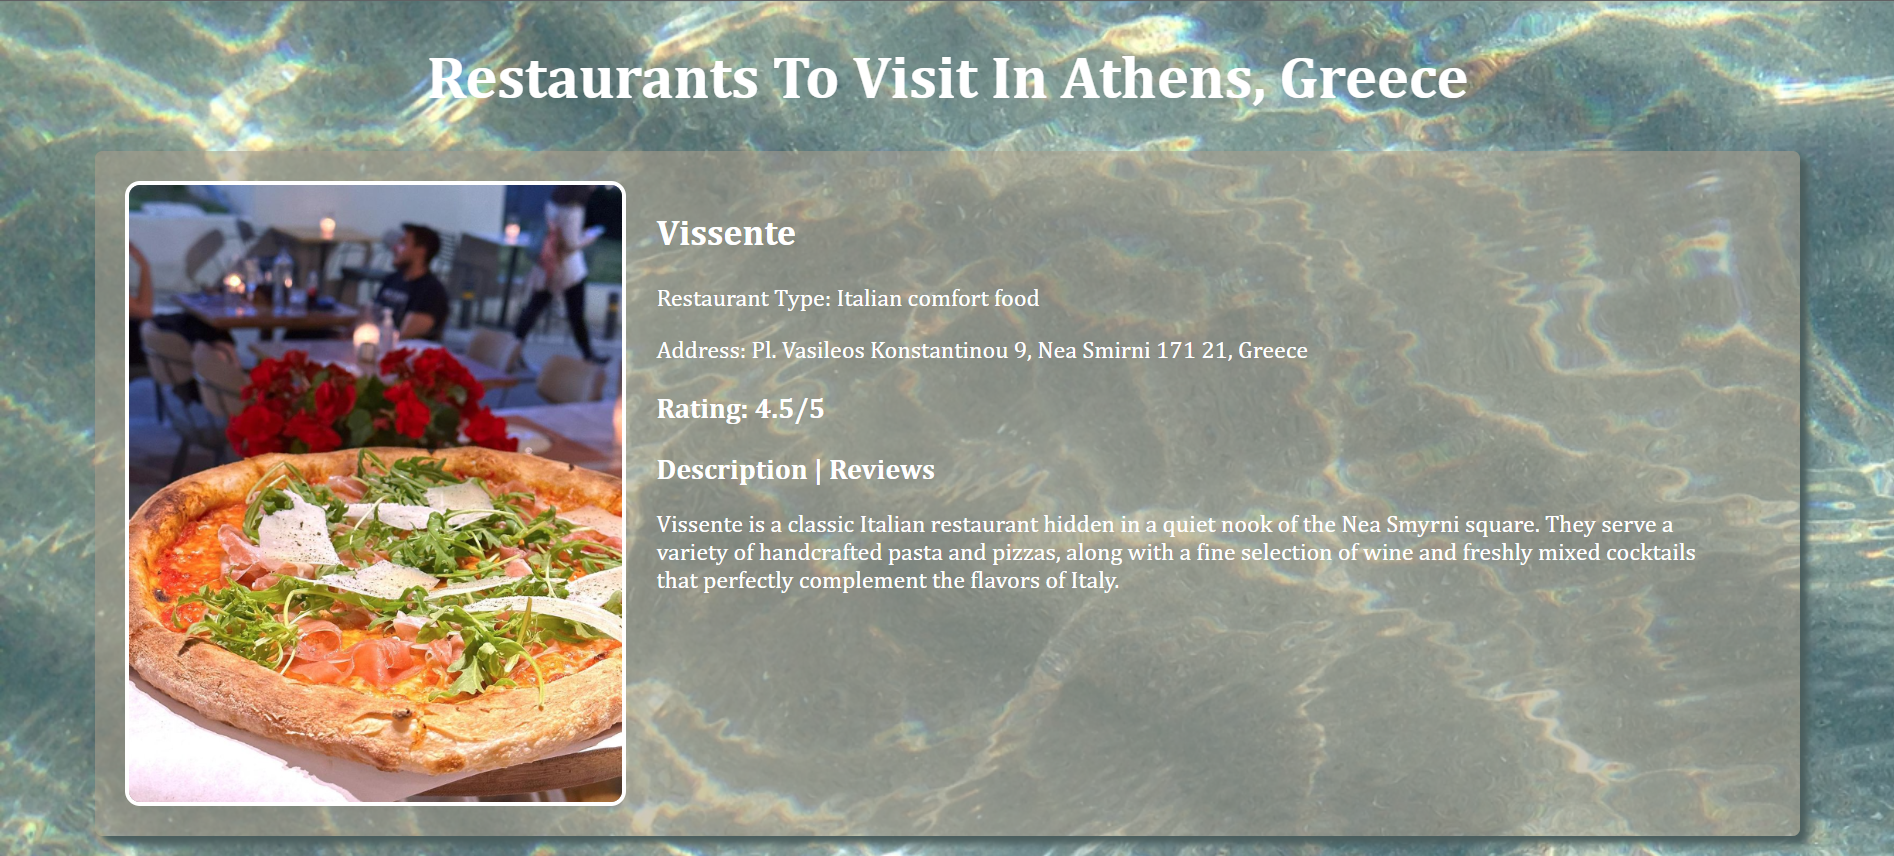 Restaurants To Visit In Athens, Greece
Vissente
Restaurant Type: Italian comfort food
Address: Pl. Vasileos Konstantinou 9, Nea Smirni 171 21, Greece
Rating: 4.5/5
Description | Reviews
Vissente is a classic Italian restaurant hidden in a quiet nook of the Nea Smyrni square. They serve a
variety of handcrafted pasta and pizzas, along with a fine selection of wine and freshly mixed cocktails
that perfectly complement the flavors of Italy.